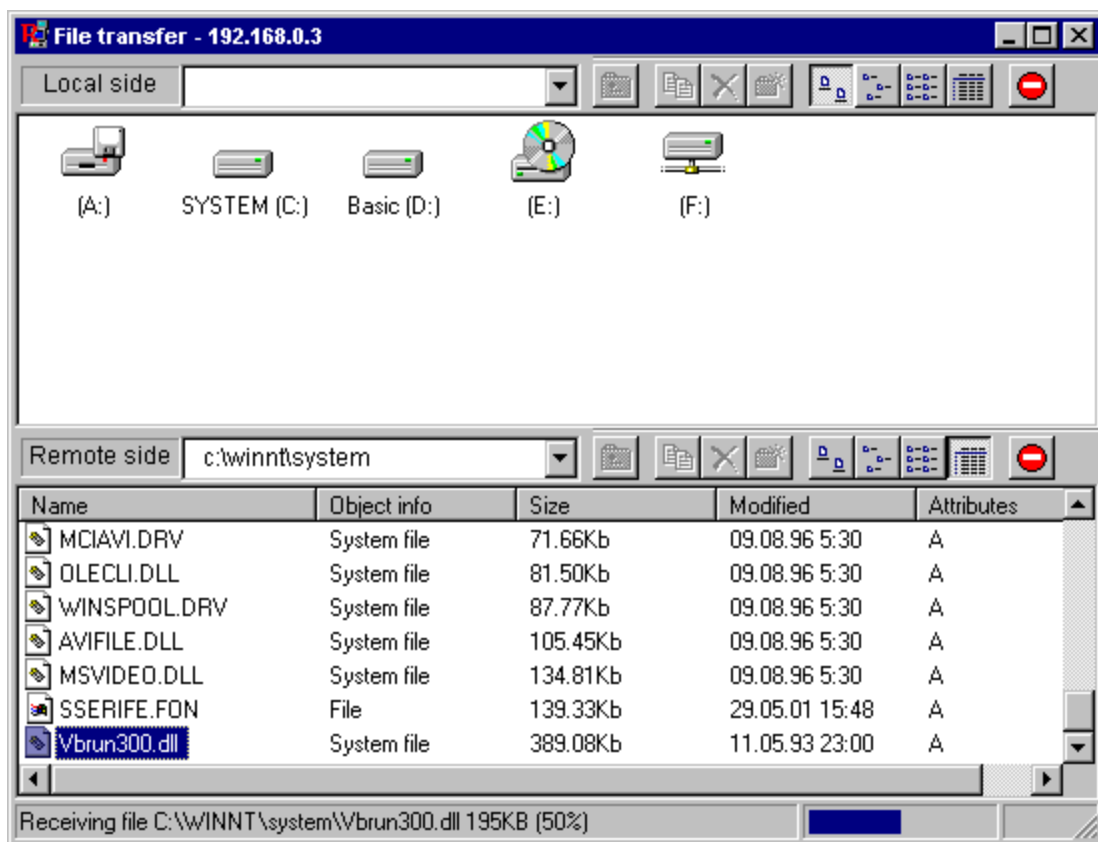 File transfer - 192.168.0.3
Local side
(A:) SYSTEM (C:) Basic (D:) (E:) (F:)
Remote side c:\winnt\system
Name Object info Size Modified Attributes
MCIAVI.DRV System file 71.66Kb 09.08.96 5:30 A
OLECLI.DLL System file 81.50Kb 09.08.96 5:30 A
WINSPOOL.DRV System file 87.77Kb 09.08.96 5:30 A
AVIFILE.DLL System file 105.45Kb 09.08.96 5:30 A
MSVIDEO.DLL System file 134.81Kb 09.08.96 5:30 A
SSERIFE.FON File 139.33Kb 29.05.01 15:48 A
Vbrun300.dll System file 389.08Kb 11.05.93 23:00 A
Receiving file C:\WINNT\system\Vbrun300.dll 195KB (50%)